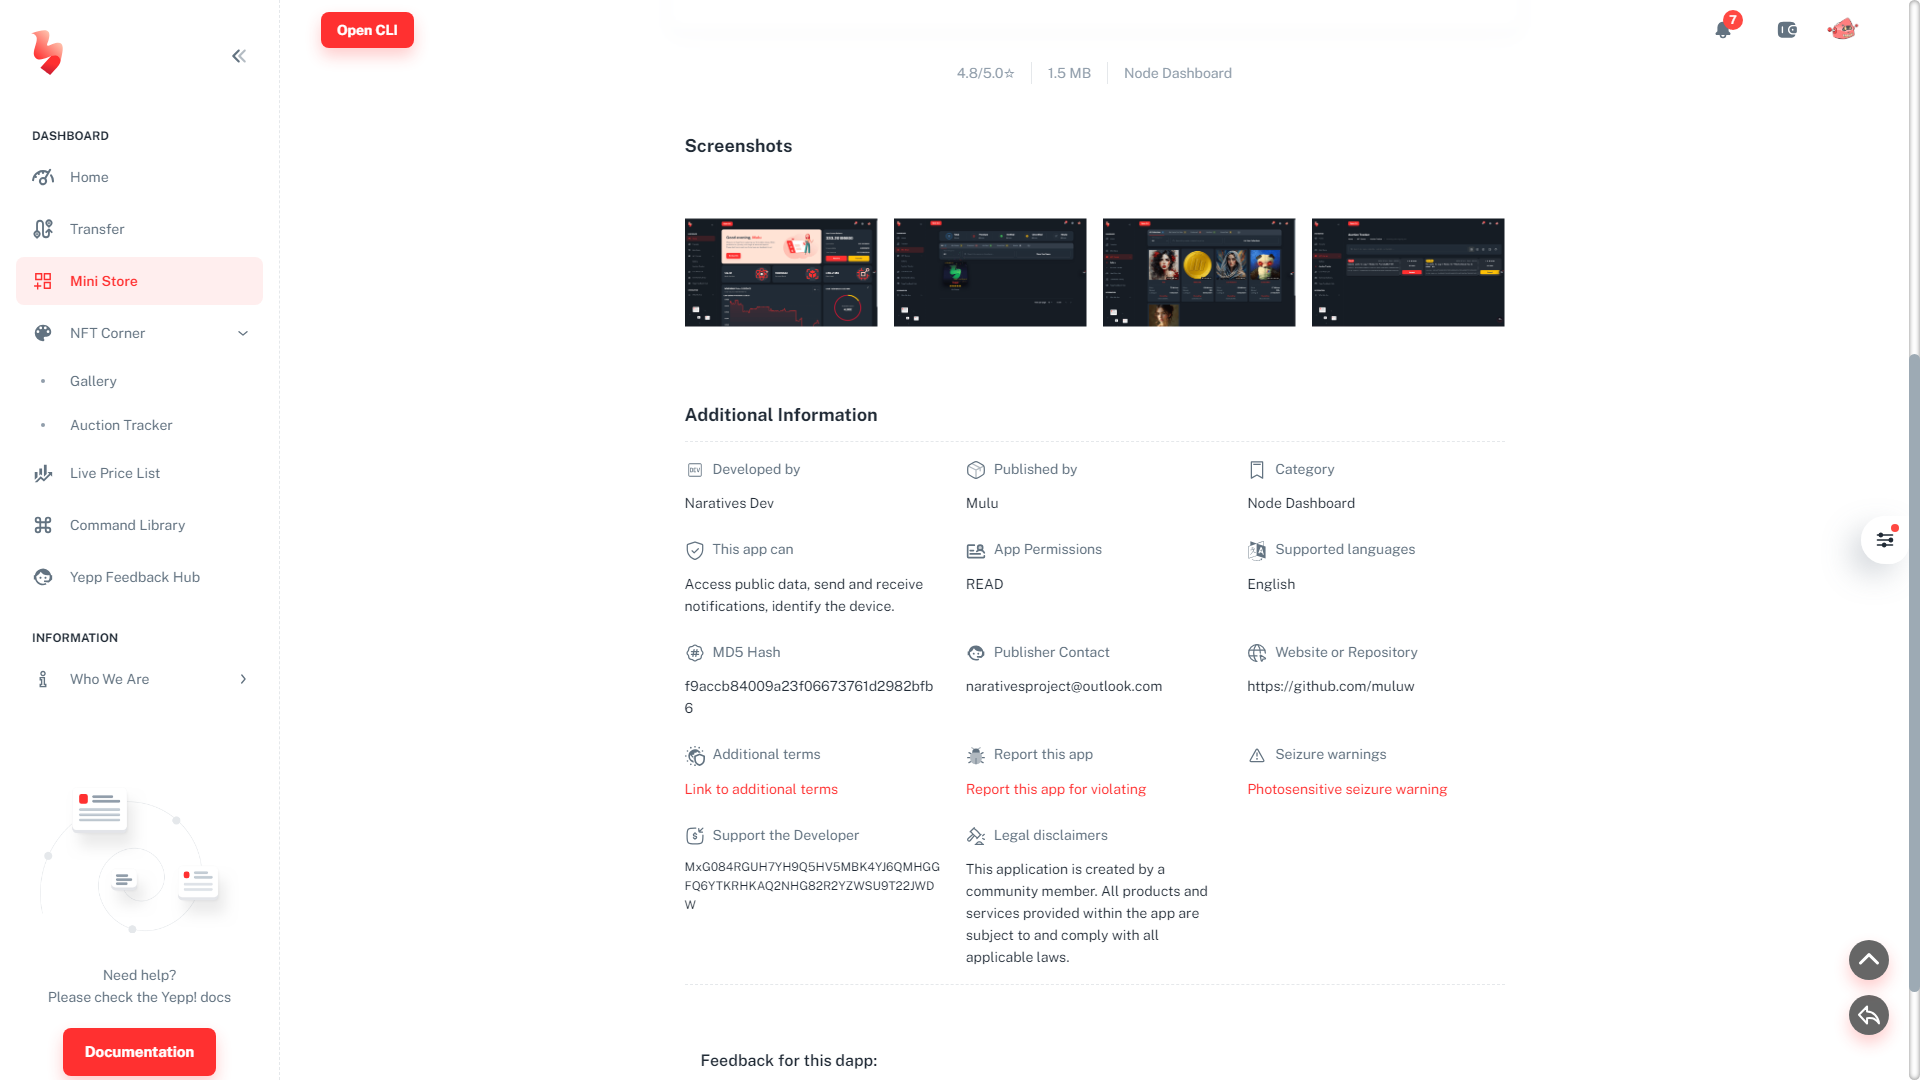 Open CLI
7
4.8/5.0☆ 1.5 MB Node Dashboard
DASHBOARD
Home
Transfer
Mini Store
NFT Corner
Gallery
Auction Tracker
Live Price List
Command Library
Yepp Feedback Hub
INFORMATION
Who We Are
Need help?
Please check the Yepp! docs
Documentation
Screenshots
Additional Information
Developed by
Naratives Dev
Published by
Mulu
Category
Node Dashboard
This app can
Access public data, send and receive
notifications, identify the device.
App Permissions
READ
Supported languages
English
MD5 Hash
f9accb84009a23f06673761d2982bfb
6
Publisher Contact
narativesproject@outlook.com
Website or Repository
https://github.com/muluw
Additional terms
Link to additional terms
Report this app
Report this app for violating
Seizure warnings
Photosensitive seizure warning
Support the Developer
MxG084RGUH7YH9Q5HV5MBK4YJ6QMHGG
FQ6YTKRHKAQ2NHG82R2YZWSU9T22JWD
W
Legal disclaimers
This application is created by a
community member. All products and
services provided within the app are
subject to and comply with all
applicable laws.
Feedback for this dapp: